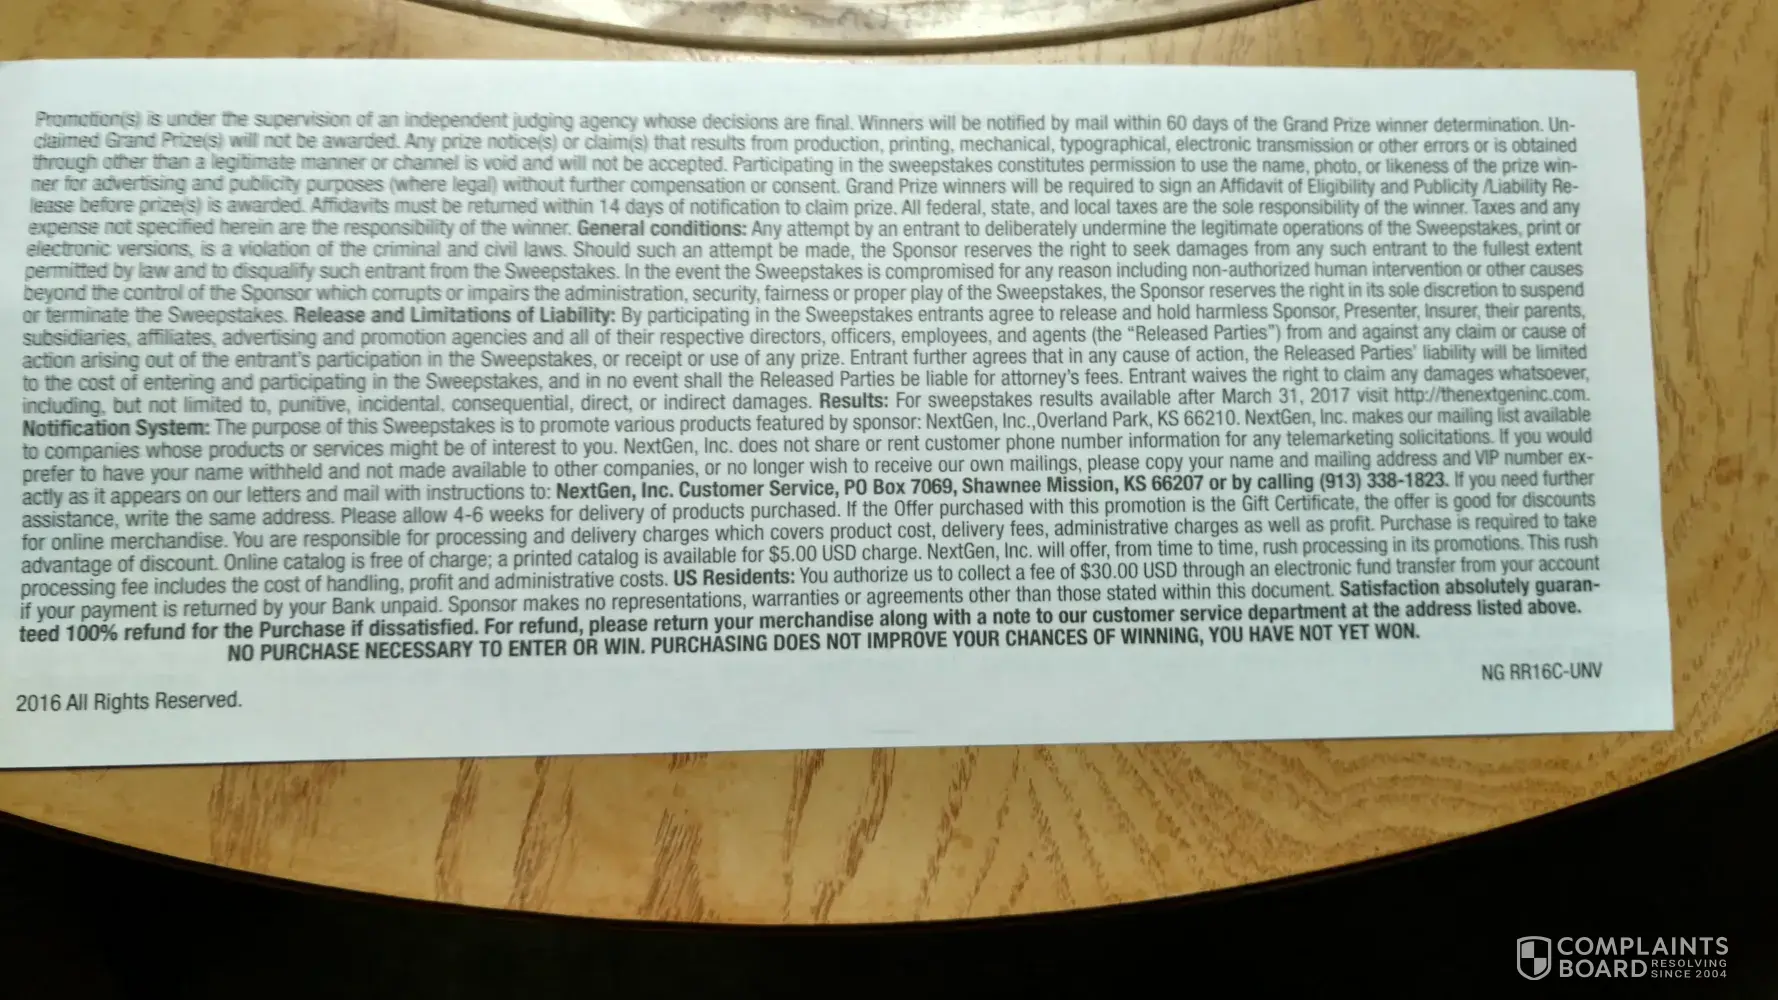 Promotion(s) is under the supervision of an independent judging agency whose decisions are final. Winners will be notified by mail within 60 days of the Grand Prize winner determination. Un-
claimed Grand Prize(s) will not be awarded. Any prize notice(s) or claim(s) that results from production, printing, mechanical, typographical, electronic transmission or other errors or is obtained
through other than a legitimate manner or channel is void and will not be accepted. Participating in the sweepstakes constitutes permission to use the name, photo, or likeness of the prize win-
ner for advertising and publicity purposes (where legal) without further compensation or consent. Grand Prize winners will be required to sign an Affidavit of Eligibility and Publicity /Liability Re-
lease before prize(s) is awarded. Affidavits must be returned within 14 days of notification to claim prize. All federal, state, and local taxes are the sole responsibility of the winner. Taxes and any
expense not specified herein are the responsibility of the winner. General conditions: Any attempt by an entrant to deliberately undermine the legitimate operations of the Sweepstakes, print or
electronic versions, is a violation of the criminal and civil laws. Should such an attempt be made, the Sponsor reserves the right to seek damages from any such entrant to the fullest extent
permitted by law and to disqualify such entrant from the Sweepstakes. In the event the Sweepstakes is compromised for any reason including non-authorized human intervention or other causes
beyond the control of the Sponsor which corrupts or impairs the administration, security, fairness or proper play of the Sweepstakes, the Sponsor reserves the right in its sole discretion to suspend
or terminate the Sweepstakes. Release and Limitations of Liability: By participating in the Sweepstakes entrants agree to release and hold harmless Sponsor, Presenter, Insurer, their parents,
subsidiaries, affiliates, advertising and promotion agencies and all of their respective directors, officers, employees, and agents (the “Released Parties”) from and against any claim or cause of
action arising out of the entrant's participation in the Sweepstakes, or receipt or use of any prize. Entrant further agrees that in any cause of action, the Released Parties' liability will be limited
to the cost of entering and participating in the Sweepstakes, and in no event shall the Released Parties be liable for attorney's fees. Entrant waives the right to claim any damages whatsoever,
including, but not limited to, punitive, incidental, consequential, direct, or indirect damages. Results: For sweepstakes results available after March 31, 2017 visit http://thenextgeninc.com.
Notification System: The purpose of this Sweepstakes is to promote various products featured by sponsor: NextGen, Inc.,Overland Park, KS 66210. NextGen, Inc. makes our mailing list available
to companies whose products or services might be of interest to you. NextGen, Inc. does not share or rent customer phone number information for any telemarketing solicitations. If you would
prefer to have your name withheld and not made available to other companies, or no longer wish to receive our own mailings, please copy your name and mailing address and VIP number ex-
actly as it appears on our letters and mail with instructions to: NextGen, Inc. Customer Service, PO Box 7069, Shawnee Mission, KS 66207 or by calling (913) 338-1823. If you need further
assistance, write the same address. Please allow 4-6 weeks for delivery of products purchased. If the Offer purchased with this promotion is the Gift Certificate, the offer is good for discounts
for online merchandise. You are responsible for processing and delivery charges which covers product cost, delivery fees, administrative charges as well as profit. Purchase is required to take
advantage of discount. Online catalog is free of charge; a printed catalog is available for $5.00 USD charge. NextGen, Inc. will offer, from time to time, rush processing in its promotions. This rush
processing fee includes the cost of handling, profit and administrative costs. US Residents: You authorize us to collect a fee of $30.00 USD through an electronic fund transfer from your account
if your payment is returned by your Bank unpaid. Sponsor makes no representations, warranties or agreements other than those stated within this document. Satisfaction absolutely guaran-
teed 100% refund for the Purchase if dissatisfied. For refund, please return your merchandise along with a note to our customer service department at the address listed above.
NO PURCHASE NECESSARY TO ENTER OR WIN. PURCHASING DOES NOT IMPROVE YOUR CHANCES OF WINNING, YOU HAVE NOT YET WON.
NG RR16C-UNV
2016 All Rights Reserved.
COMPLAINTS
BOARD RESOLVING
SINCE 2004